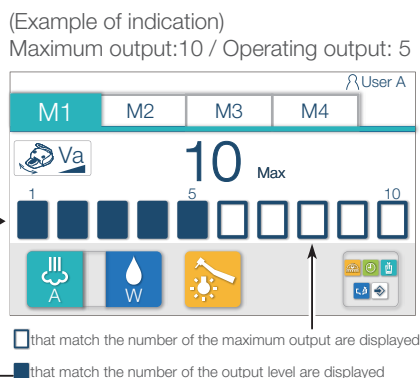 (Example of indication)
Maximum output:10 / Operating output: 5
User A
M1 M2 M3 M4
Va 10 Max
1 5 10
A W
that match the number of the maximum output are displayed
that match the number of the output level are displayed